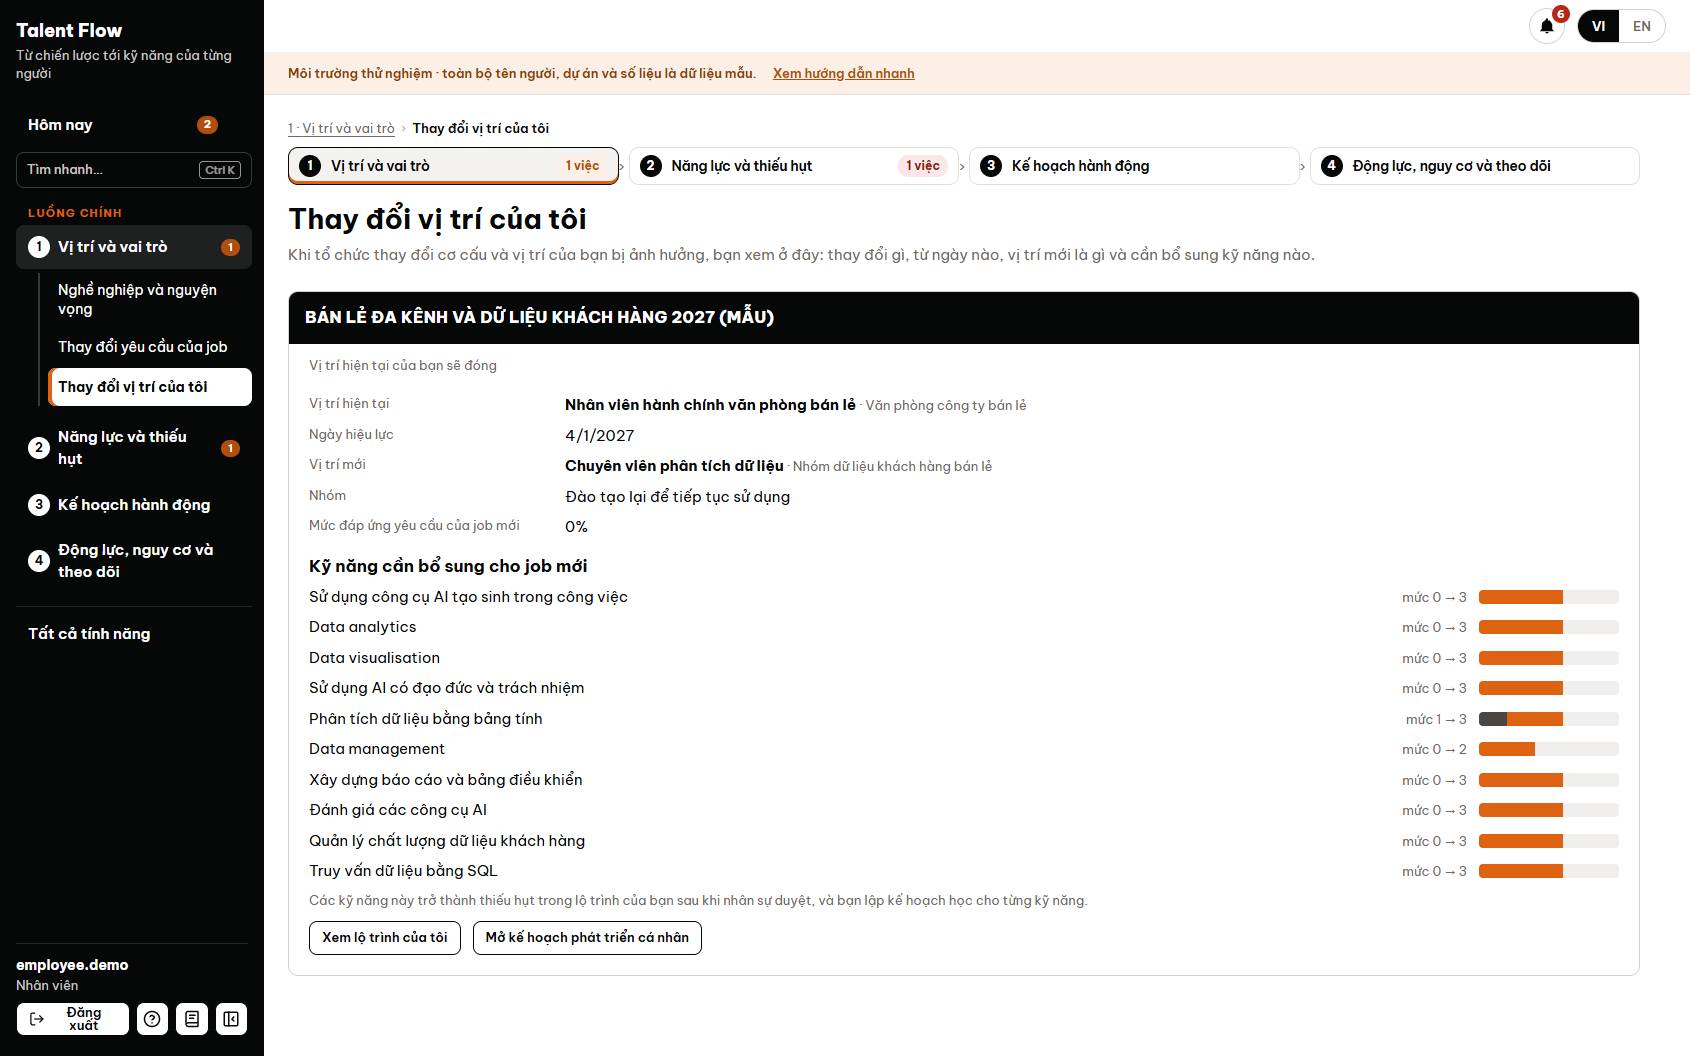 Talent Flow
Từ chiến lược tới kỹ năng của từng
người
Hôm nay 2
Tìm nhanh... Ctrl K
LUỒNG CHÍNH
1 Vị trí và vai trò 1
Nghề nghiệp và nguyện
vọng
Thay đổi yêu cầu của job
Thay đổi vị trí của tôi
2 Năng lực và thiếu
hụt 1
3 Kế hoạch hành động
4 Động lực, nguy cơ và
theo dõi
Tất cả tính năng
employee.demo
Nhân viên
Đăng
xuất
6
VI EN
Môi trường thử nghiệm · toàn bộ tên người, dự án và số liệu là dữ liệu mẫu. Xem hướng dẫn nhanh
1 · Vị trí và vai trò › Thay đổi vị trí của tôi
1 Vị trí và vai trò 1 việc › 2 Năng lực và thiếu hụt 1 việc › 3 Kế hoạch hành động › 4 Động lực, nguy cơ và theo dõi
Thay đổi vị trí của tôi
Khi tổ chức thay đổi cơ cấu và vị trí của bạn bị ảnh hưởng, bạn xem ở đây: thay đổi gì, từ ngày nào, vị trí mới là gì và cần bổ sung kỹ năng nào.
BÁN LẺ ĐA KÊNH VÀ DỮ LIỆU KHÁCH HÀNG 2027 (MẪU)
Vị trí hiện tại của bạn sẽ đóng
Vị trí hiện tại Nhân viên hành chính văn phòng bán lẻ · Văn phòng công ty bán lẻ
Ngày hiệu lực 4/1/2027
Vị trí mới Chuyên viên phân tích dữ liệu · Nhóm dữ liệu khách hàng bán lẻ
Nhóm Đào tạo lại để tiếp tục sử dụng
Mức đáp ứng yêu cầu của job mới 0%
Kỹ năng cần bổ sung cho job mới
Sử dụng công cụ AI tạo sinh trong công việc mức 0 → 3
Data analytics mức 0 → 3
Data visualisation mức 0 → 3
Sử dụng AI có đạo đức và trách nhiệm mức 0 → 3
Phân tích dữ liệu bằng bảng tính mức 1 → 3
Data management mức 0 → 2
Xây dựng báo cáo và bảng điều khiển mức 0 → 3
Đánh giá các công cụ AI mức 0 → 3
Quản lý chất lượng dữ liệu khách hàng mức 0 → 3
Truy vấn dữ liệu bằng SQL mức 0 → 3
Các kỹ năng này trở thành thiếu hụt trong lộ trình của bạn sau khi nhân sự duyệt, và bạn lập kế hoạch học cho từng kỹ năng.
Xem lộ trình của tôi Mở kế hoạch phát triển cá nhân